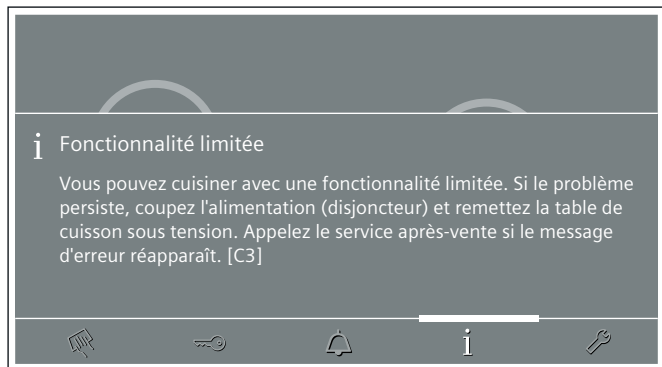 i Fonctionnalité limitée
Vous pouvez cuisiner avec une fonctionnalité limitée. Si le problème
persiste, coupez l'alimentation (disjoncteur) et remettez la table de
cuisson sous tension. Appelez le service après-vente si le message
d'erreur réapparaît. [C3]
i